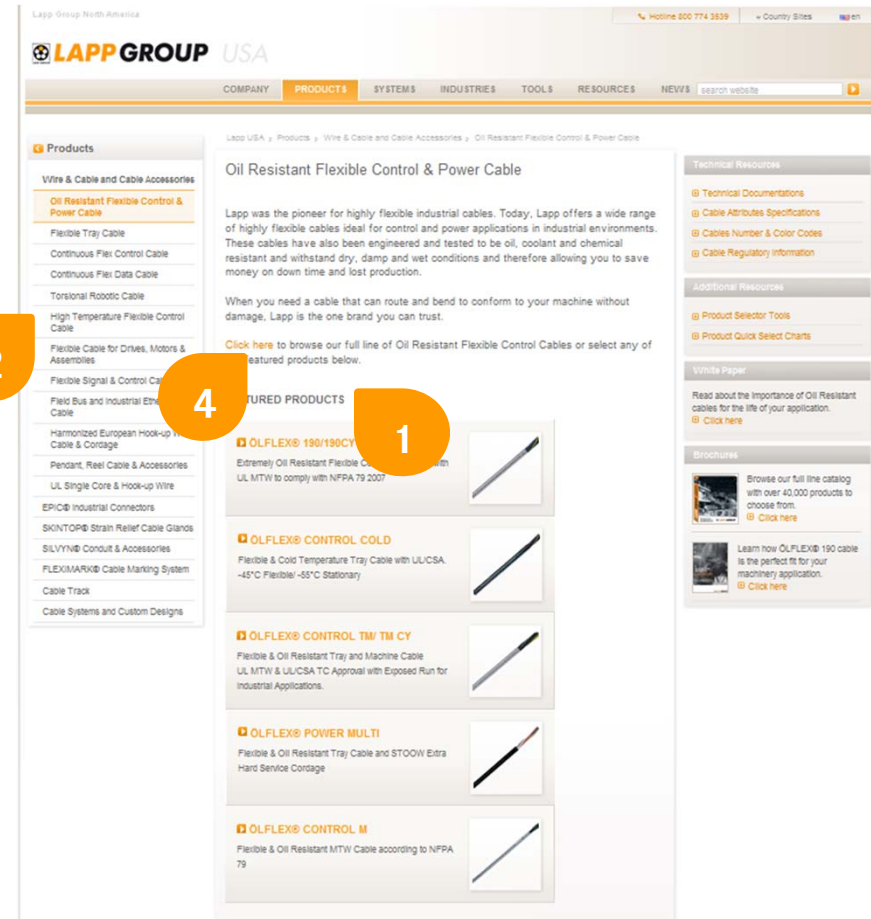 Lapp Group North America
Hotline 800 774 3539
Country Sites
en
LAPP GROUP USA
COMPANY PRODUCTS SYSTEMS INDUSTRIES TOOLS RESOURCES NEWS search website
Products
Wire & Cable and Cable Accessories
Oil Resistant Flexible Control &
Power Cable
Flexible Tray Cable
Continuous Flex Control Cable
Continuous Flex Data Cable
Torsional Robotic Cable
High Temperature Flexible Control
Cable
Flexible Cable for Drives, Motors &
Assemblies
Flexible Signal & Control
Field Bus and Industrial
Cable
Harmonized European Hook-up
Cable & Cordage
Pendant, Reel Cable & Accessories
UL Single Core & Hook-up Wire
EPIC® Industrial Connectors
SKINTOP® Strain Relief Cable Glands
SILVYN® Conduit & Accessories
FLEXIMARK® Cable Marking System
Cable Track
Cable Systems and Custom Designs
2
4
1
Lapp USA Products Wire & Cable and Cable Accessories Oil Resistant Flexible Control & Power Cable
Oil Resistant Flexible Control & Power Cable
Lapp was the pioneer for highly flexible industrial cables. Today, Lapp offers a wide range
of highly flexible cables ideal for control and power applications in industrial environments.
These cables have also been engineered and tested to be oil, coolant and chemical
resistant and withstand dry, damp and wet conditions and therefore allowing you to save
money on down time and lost production.
When you need a cable that can route and bend to conform to your machine without
damage, Lapp is the one brand you can trust.
Click here to browse our full line of Oil Resistant Flexible Control Cables or select any of
featured products below.
TURED PRODUCTS
ÖLFLEX® 190/190CY
Extremely Oil Resistant Flexible with
UL MTW to comply with NFPA 79 2007
ÖLFLEX® CONTROL COLD
Flexible & Cold Temperature Tray Cable with UL/CSA.
-45°C Flexible/ -55°C Stationary
ÖLFLEX® CONTROL TM/ TM CY
Flexible & Oil Resistant Tray and Machine Cable
UL MTW & UL/CSA TC Approval with Exposed Run for
Industrial Applications.
ÖLFLEX® POWER MULTI
Flexible & Oil Resistant Tray Cable and STOOW Extra
Hard Service Cordage
ÖLFLEX® CONTROL M
Flexible & Oil Resistant MTW Cable according to NFPA
79
Technical Resources
Technical Documentations
Cable Attributes Specifications
Cables Number & Color Codes
Cable Regulatory Information
Additional Resources
Product Selector Tools
Product Quick Select Charts
White Paper
Read about the Importance of Oil Resistant
cables for the life of your application.
Click here
Brochures
Browse our full line catalog
with over 40,000 products to
choose from.
Click here
Learn how ÖLFLEX® 190 cable
is the perfect fit for your
machinery application.
Click here